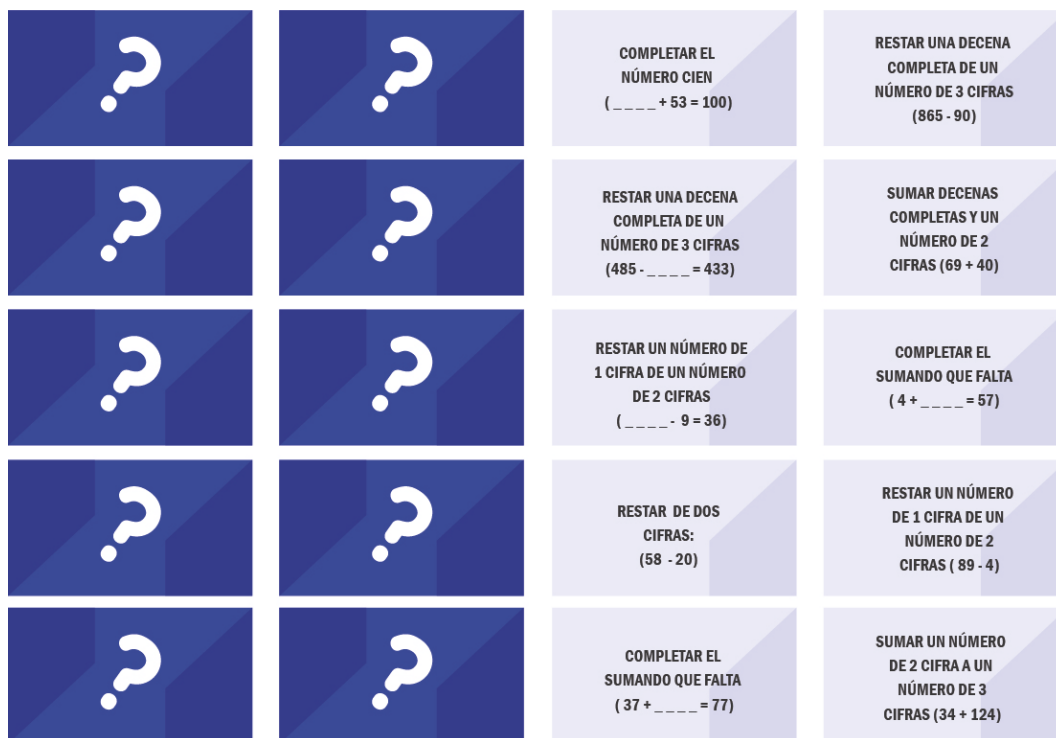 COMPLETAR EL
NÚMERO CIEN
( _ _ _ _ + 53 = 100)
RESTAR UNA DECENA
COMPLETA DE UN
NÚMERO DE 3 CIFRAS
(865 - 90)
RESTAR UNA DECENA
COMPLETA DE UN
NÚMERO DE 3 CIFRAS
(485 - _ _ _ _ = 433)
SUMAR DECENAS
COMPLETAS Y UN
NÚMERO DE 2
CIFRAS (69 + 40)
RESTAR UN NÚMERO DE
1 CIFRA DE UN NÚMERO
DE 2 CIFRAS
( _ _ _ _ - 9 = 36)
COMPLETAR EL
SUMANDO QUE FALTA
( 4 + _ _ _ _ = 57)
RESTAR DE DOS
CIFRAS:
(58 - 20)
RESTAR UN NÚMERO
DE 1 CIFRA DE UN
NÚMERO DE 2
CIFRAS ( 89 - 4)
COMPLETAR EL
SUMANDO QUE FALTA
( 37 + _ _ _ _ = 77)
SUMAR UN NÚMERO
DE 2 CIFRA A UN
NÚMERO DE 3
CIFRAS (34 + 124)